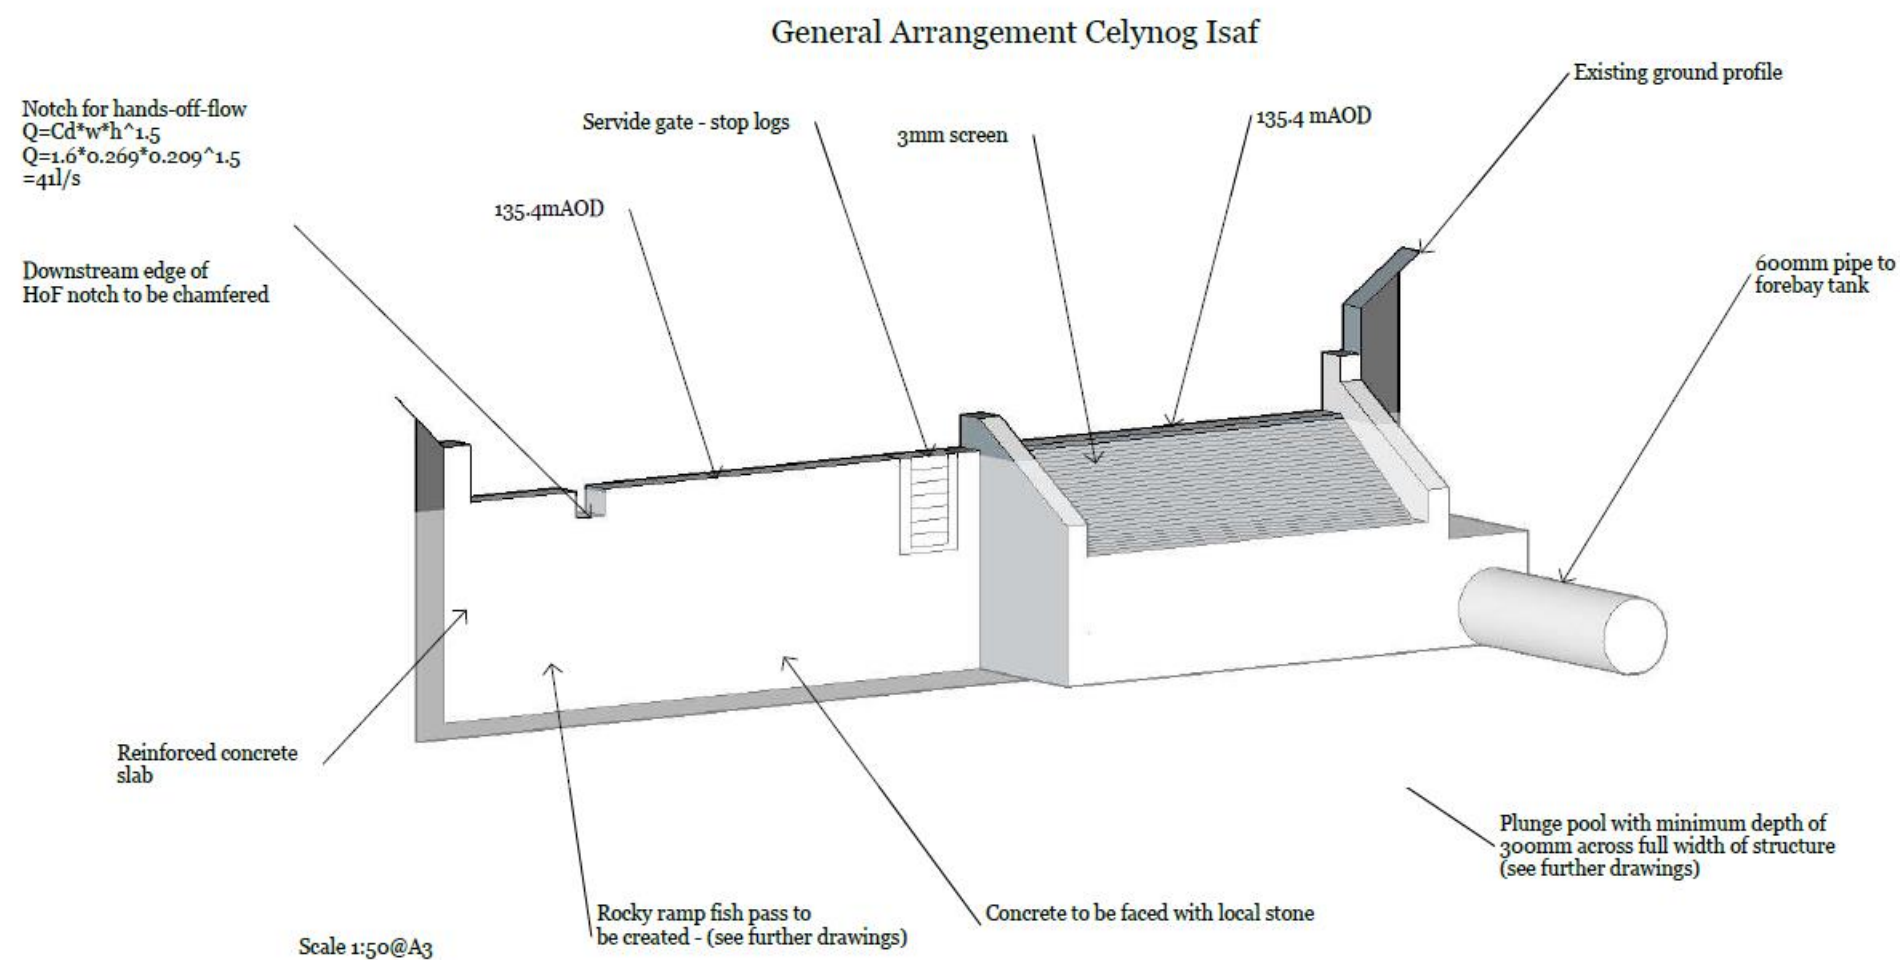 General Arrangement Celynog Isaf
Notch for hands-off-flow
Q=Cd*w*h^1.5
Q=1.6*0.269*0.209^1.5
=41l/s
Downstream edge of
HoF notch to be chamfered
135.4mAOD
Servide gate - stop logs
3mm screen
135.4 mAOD
Existing ground profile
600mm pipe to
forebay tank
Reinforced concrete
slab
Rocky ramp fish pass to
be created - (see further drawings)
Concrete to be faced with local stone
Plunge pool with minimum depth of
300mm across full width of structure
(see further drawings)
Scale 1:50@A3